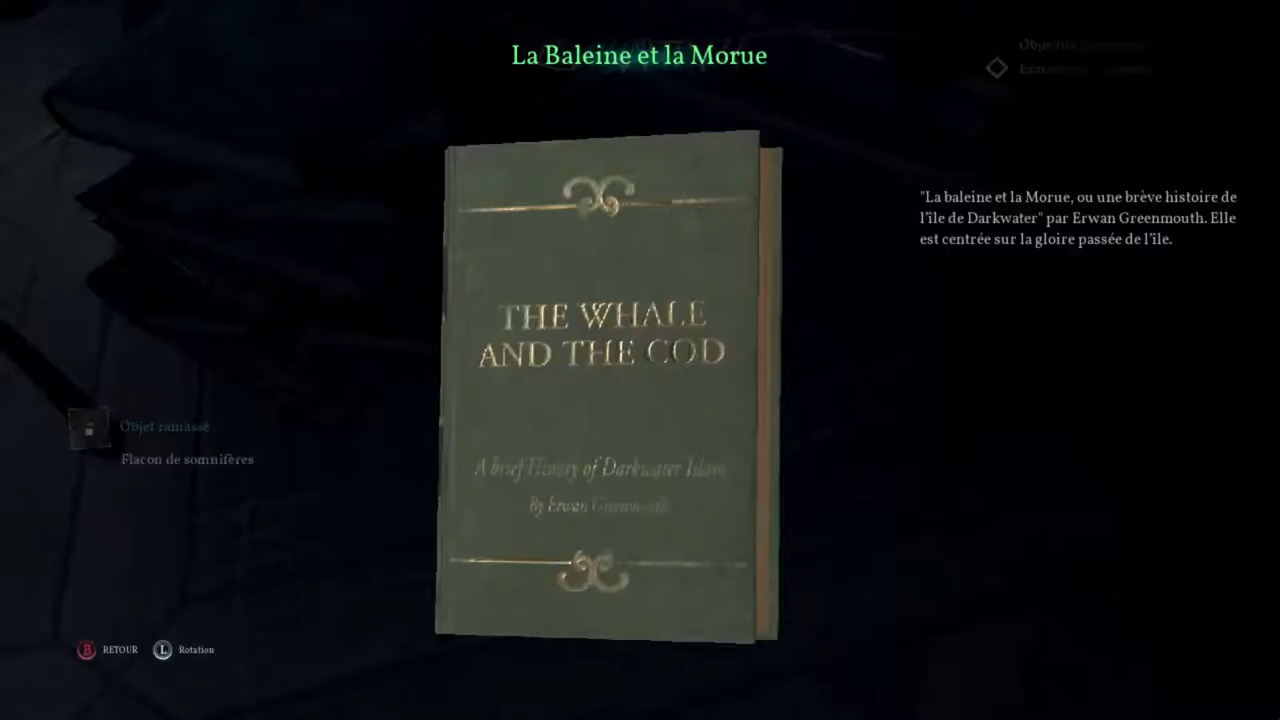 La Baleine et la Morue
"La baleine et la Morue, ou une brève histoire de
l'île de Darkwater" par Erwan Greenmouth. Elle
est centrée sur la gloire passée de l'île.
THE WHALE
AND THE COD
A brief History of Darkwater Islam
By Erwan Greenmouth
Objet ramassé
Flacon de somnifères
B RETOUR L Rotation